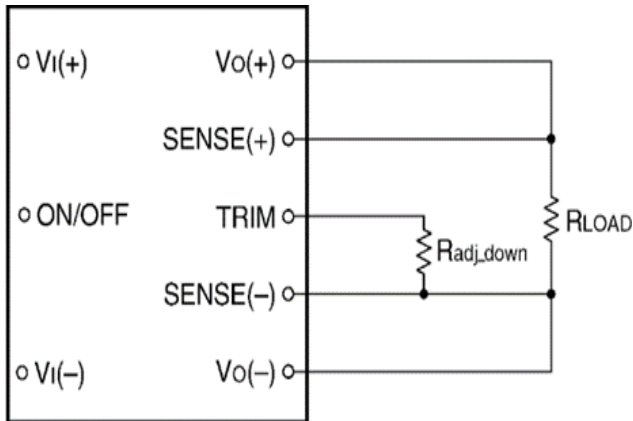 VI(+)
VO(+)
SENSE(+)
ON/OFF
TRIM
Radj_down
RLOAD
SENSE(–)
VI(–)
VO(–)